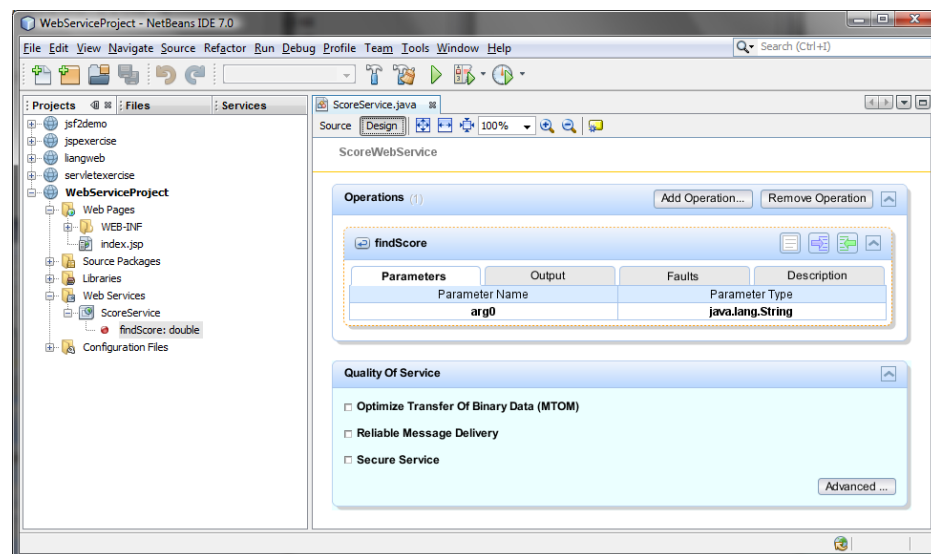 WebServiceProject - NetBeans IDE 7.0
File Edit View Navigate Source Refactor Run Debug Profile Team Tools Window Help
Search (Ctrl+I)
Projects
Files
Services
jsf2demo
jspexercise
liangweb
servletexercise
WebServiceProject
Web Pages
WEB-INF
index.jsp
Source Packages
Libraries
Web Services
ScoreService
findScore: double
Configuration Files
ScoreService.java
Source Design 100%
ScoreWebService
Operations (1) Add Operation... Remove Operation
findScore
Parameters Output Faults Description
Parameter Name Parameter Type
arg0 java.lang.String
Quality Of Service
Optimize Transfer Of Binary Data (MTOM)
Reliable Message Delivery
Secure Service
Advanced ...